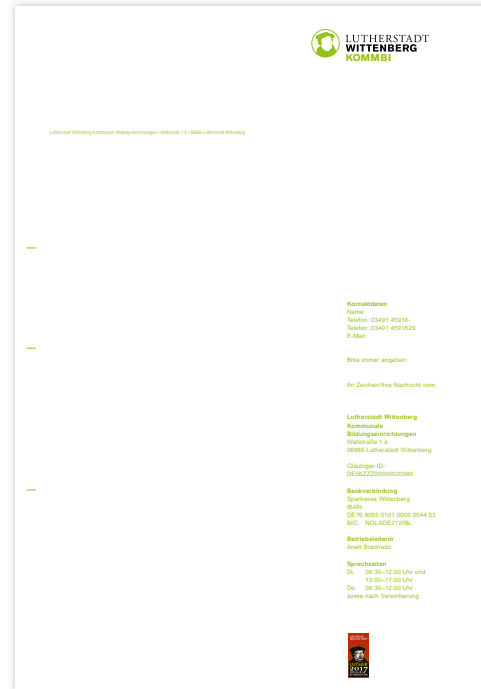 LUTHERSTADT
WITTENBERG
KOMMBI
Lutherstadt Wittenberg Kommunale Bildungseinrichtungen • Wallstraße 1 b • 06886 Lutherstadt Wittenberg
Kontaktdaten
Name:
Telefon: 03491 45916-
Telefax: 03491 4591629
E-Mail:
Bitte immer angeben:
Ihr Zeichen/Ihre Nachricht vom:
Lutherstadt Wittenberg
Kommunale
Bildungseinrichtungen
Wallstraße 1 b
06886 Lutherstadt Wittenberg
Gläubiger-ID:
DE56ZZZ00000020980
Bankverbindung
Sparkasse Wittenberg
IBAN:
DE76 8055 0101 0000 0544 53
BIC: NOLADE21WBL
Betriebsleiterin
Anett Brachwitz
Sprechzeiten
Di. 08:30–12:00 Uhr und
13:00–17:00 Uhr
Do. 08:30–12:00 Uhr
sowie nach Vereinbarung
LUTHER
2017